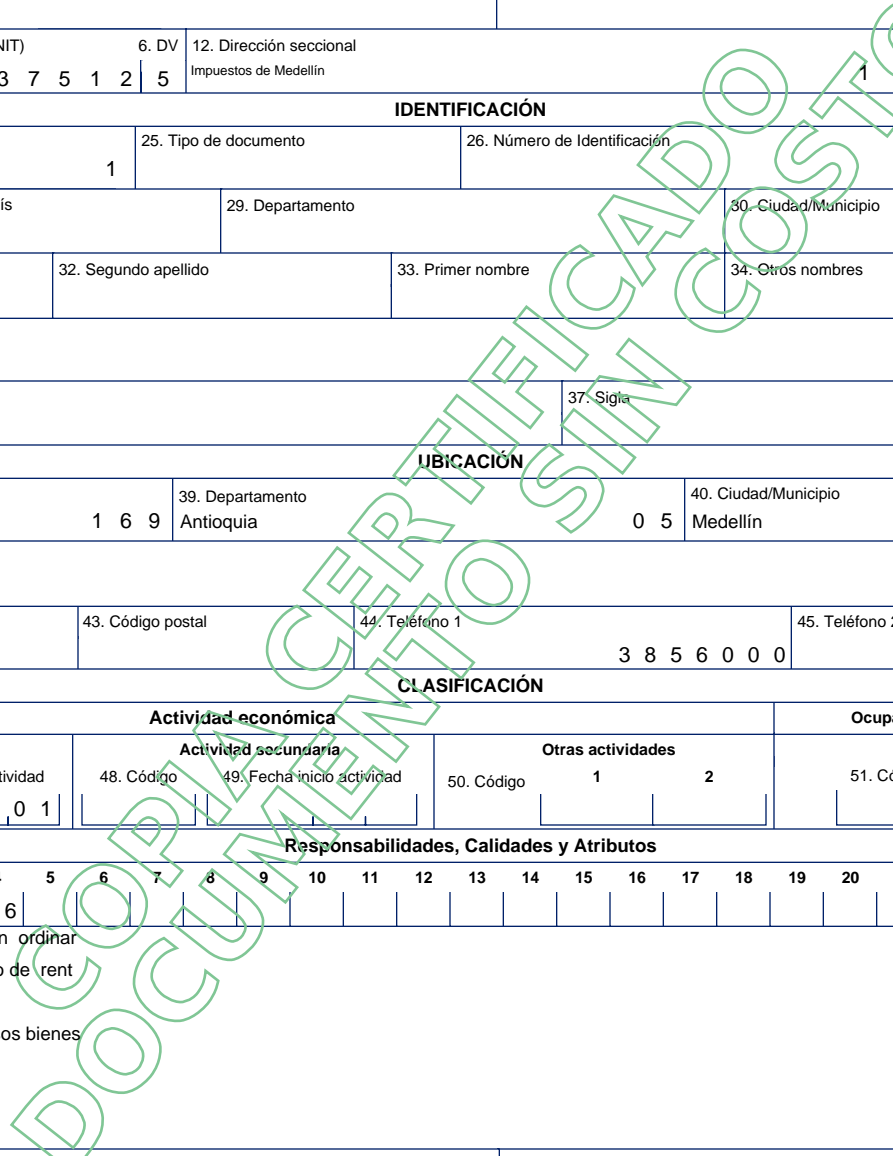 NIT) 6. DV 12. Dirección seccional
3 7 5 1 2 5 Impuestos de Medellín 1
IDENTIFICACIÓN
25. Tipo de documento 26. Número de Identificación
1
ís 29. Departamento 30. Ciudad/Municipio
32. Segundo apellido 33. Primer nombre 34. Otros nombres
37. Sigla
UBICACIÓN
39. Departamento 40. Ciudad/Municipio
1 6 9 Antioquia 0 5 Medellín
43. Código postal 44. Teléfono 1 45. Teléfono 2
3 8 5 6 0 0 0
CLASIFICACIÓN
Actividad económica Ocupa
Actividad secundaria Otras actividades
tividad 48. Código 49. Fecha inicio actividad 50. Código 1 2 51. Có
0 1
Responsabilidades, Calidades y Atributos
5 6 7 8 9 10 11 12 13 14 15 16 17 18 19 20
6
n ordinar
o de rent
os bienes
COPIA CERTIFICADO
DOCUMENTO SIN COSTO